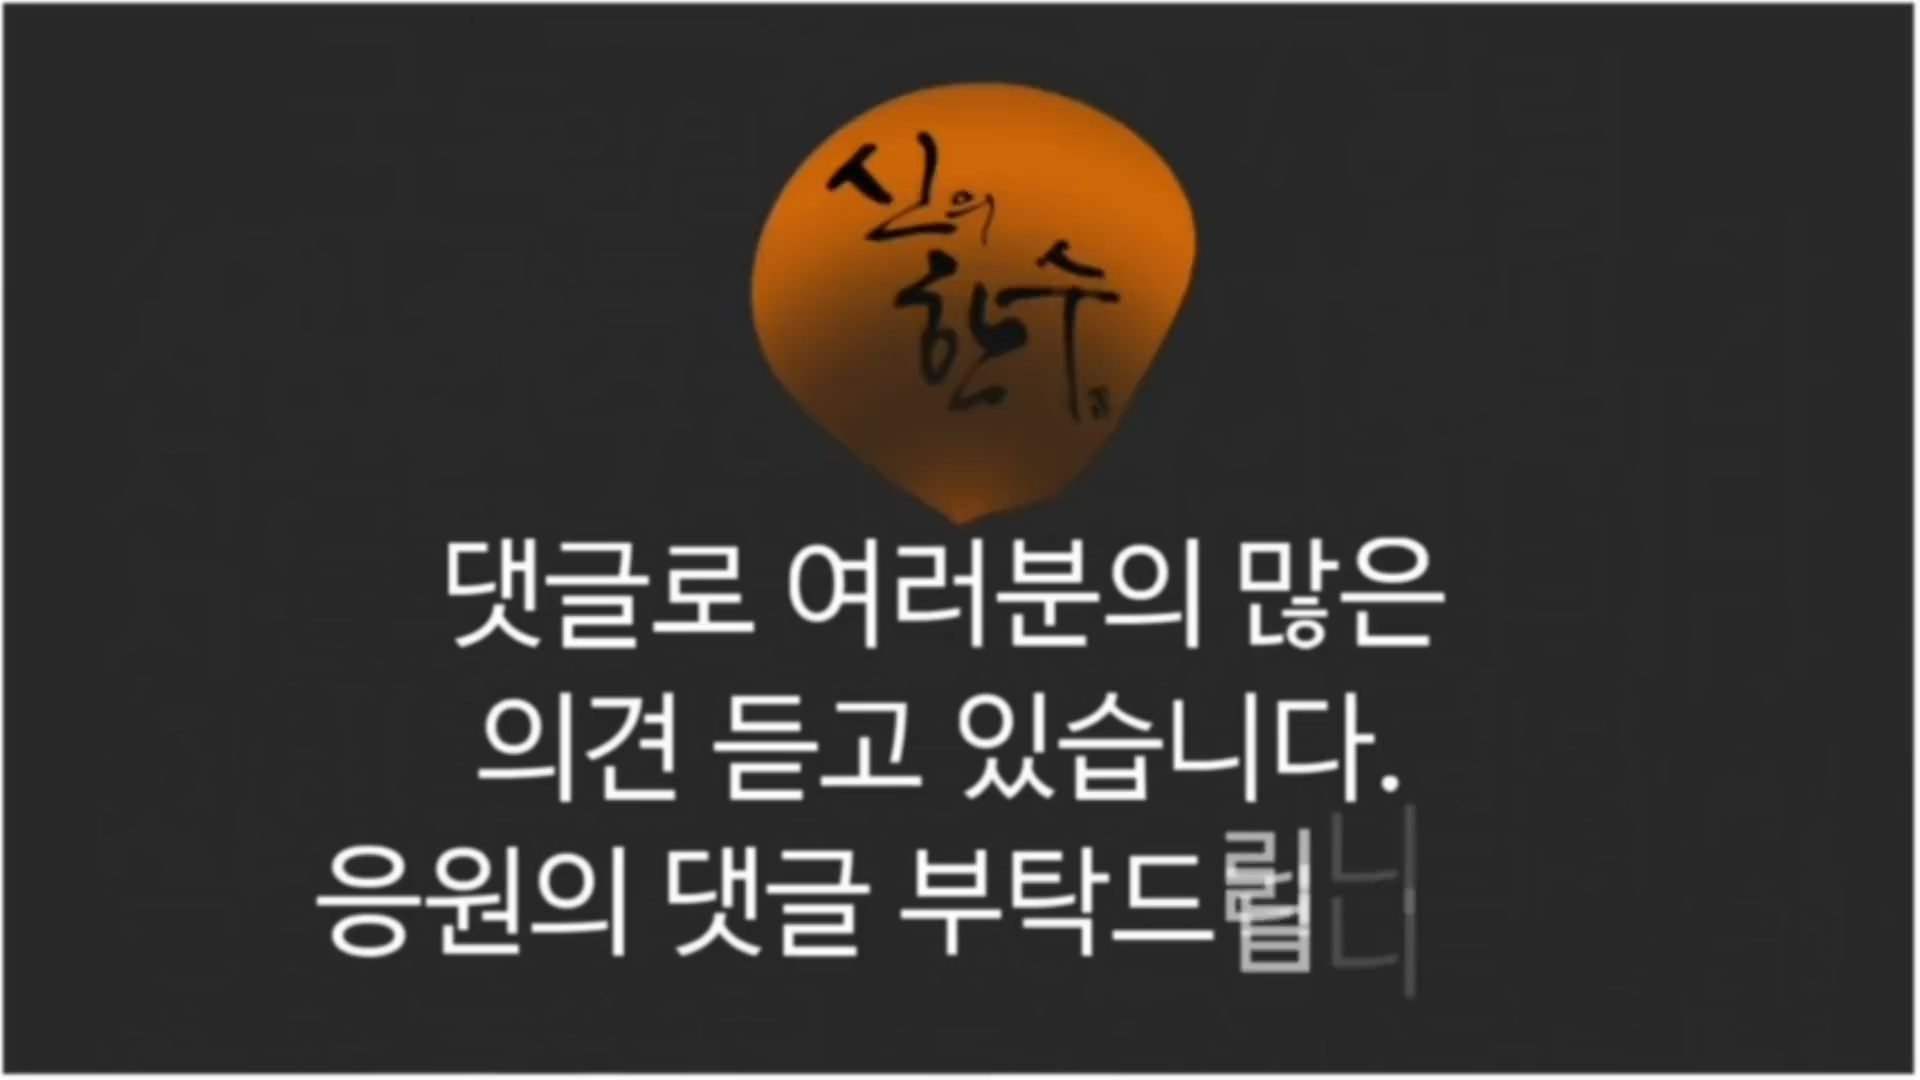 신의
한수
댓글로 여러분의 많은
의견 듣고 있습니다.
응원의 댓글 부탁드립니